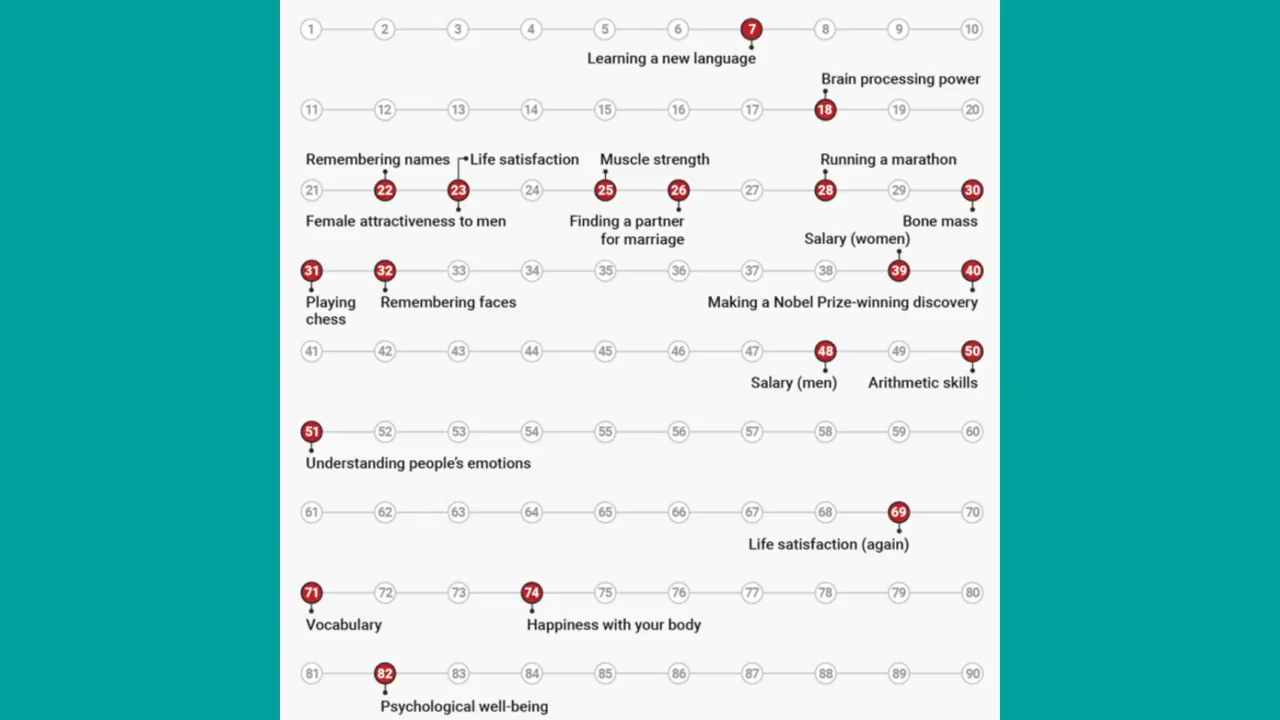 1 2 3 4 5 6 7 8 9 10
Learning a new language
Brain processing power
11 12 13 14 15 16 17 18 19 20
Remembering names Life satisfaction Muscle strength Running a marathon
21 22 23 24 25 26 27 28 29 30
Female attractiveness to men Finding a partner Bone mass
for marriage Salary (women)
31 32 33 34 35 36 37 38 39 40
Playing Remembering faces Making a Nobel Prize-winning discovery
chess
41 42 43 44 45 46 47 48 49 50
Salary (men) Arithmetic skills
51 52 53 54 55 56 57 58 59 60
Understanding people’s emotions
61 62 63 64 65 66 67 68 69 70
Life satisfaction (again)
71 72 73 74 75 76 77 78 79 80
Vocabulary Happiness with your body
81 82 83 84 85 86 87 88 89 90
Psychological well-being